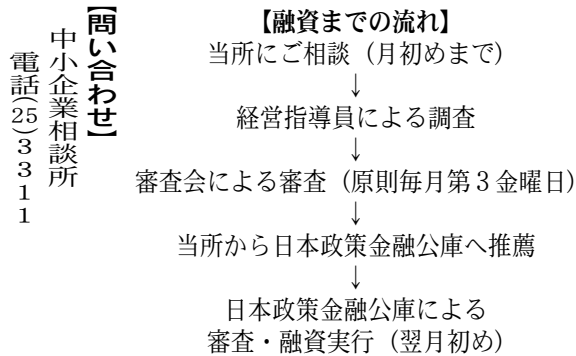 【融資までの流れ】
当所にご相談（月初めまで）
↓
経営指導員による調査
↓
審査会による審査（原則毎月第３金曜日）
↓
当所から日本政策金融公庫へ推薦
↓
日本政策金融公庫による
審査・融資実行（翌月初め）
【問い合わせ】
中小企業相談所
電話(25)３３１１